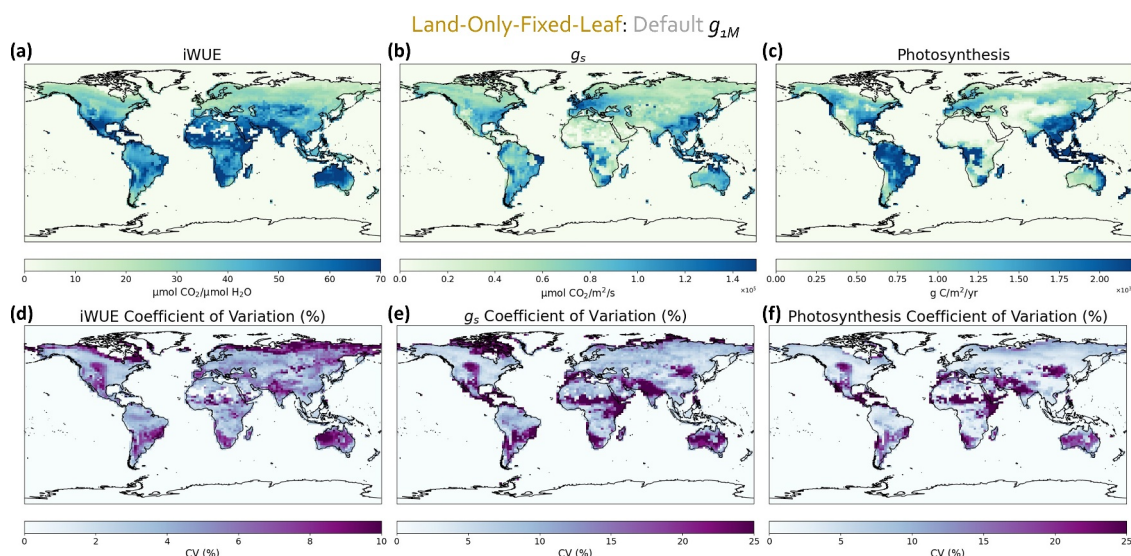 Land-Only-Fixed-Leaf: Default g1M
(a) iWUE
(b) gs
(c) Photosynthesis
0 10 20 30 40 50 60 70
μmol CO2/μmol H2O
0.0 0.2 0.4 0.6 0.8 1.0 1.2 1.4
×10⁵
μmol CO2/m²/s
0.00 0.25 0.50 0.75 1.00 1.25 1.50 1.75 2.00
g C/m²/yr
(d) iWUE Coefficient of Variation (%)
(e) gs Coefficient of Variation (%)
(f) Photosynthesis Coefficient of Variation (%)
0 2 4 6 8 10
CV (%)
0 5 10 15 20 25
CV (%)
0 5 10 15 20 25
CV (%)